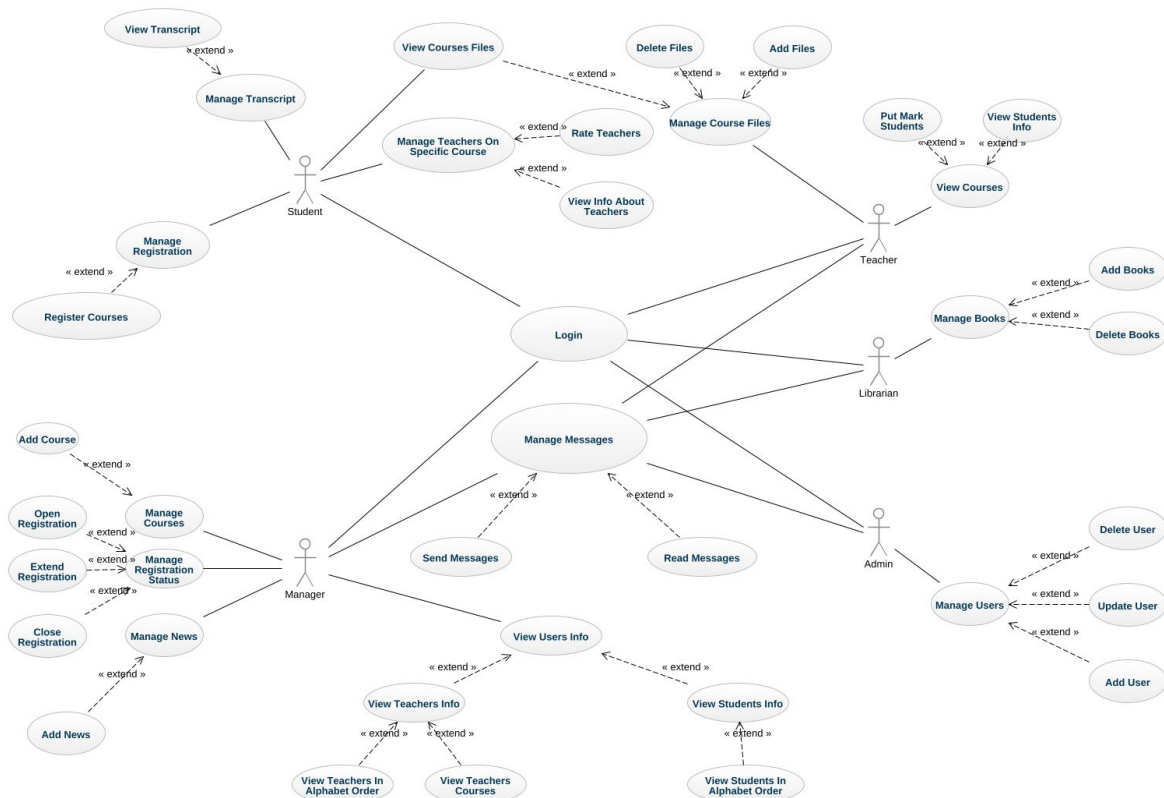 View Transcript
« extend »
Manage Transcript
View Courses Files
« extend »
Delete Files
« extend »
Add Files
« extend »
Manage Course Files
Manage Teachers On
Specific Course
« extend »
Rate Teachers
« extend »
View Info About
Teachers
Put Mark
Students
« extend »
View Students
Info
« extend »
View Courses
Student
Teacher
Manage
Registration
« extend »
Register Courses
Login
Add Books
« extend »
Manage Books
« extend »
Delete Books
Librarian
Manage Messages
« extend »
« extend »
Send Messages
Read Messages
Add Course
« extend »
Manage
Courses
Open
Registration
« extend »
Extend
Registration
« extend »
Manage
Registration
Status
« extend »
Close
Registration
Manager
Manage News
« extend »
Add News
Admin
Delete User
« extend »
Manage Users
« extend »
Update User
« extend »
Add User
View Users Info
« extend »
« extend »
View Teachers Info
View Students Info
« extend »
« extend »
« extend »
View Teachers In
Alphabet Order
View Teachers
Courses
View Students In
Alphabet Order